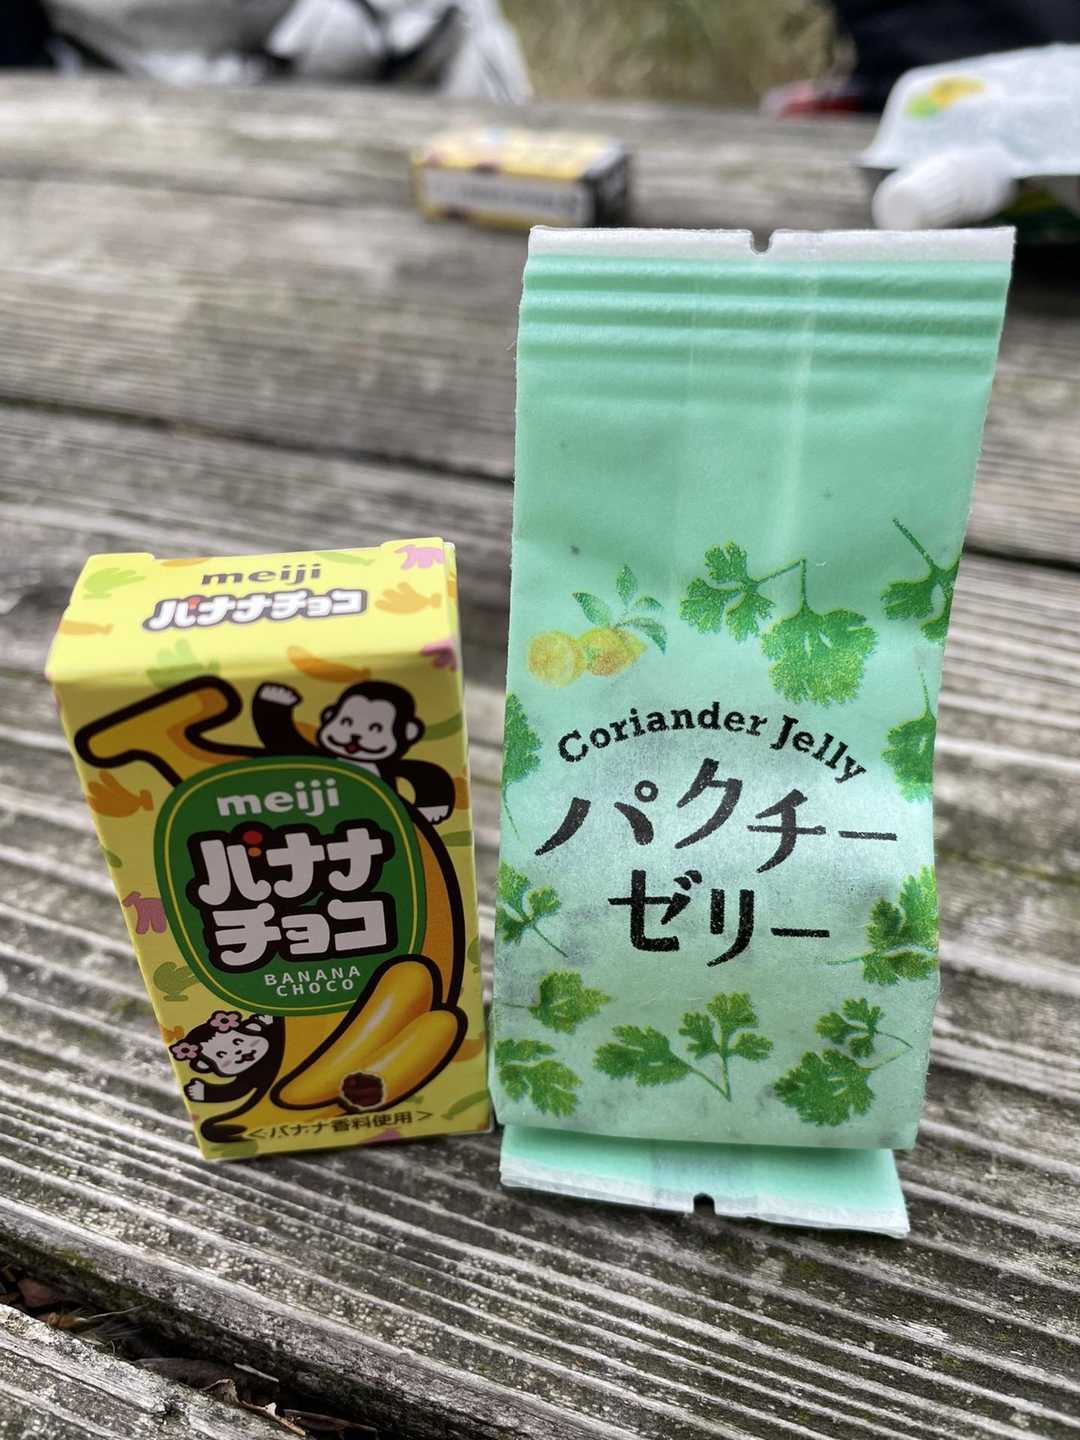 meiji
バナナチョコ
meiji
バナナ
チョコ
BANANA
CHOCO
<バナナ香料使用>
Coriander Jelly
パクチー
ゼリー